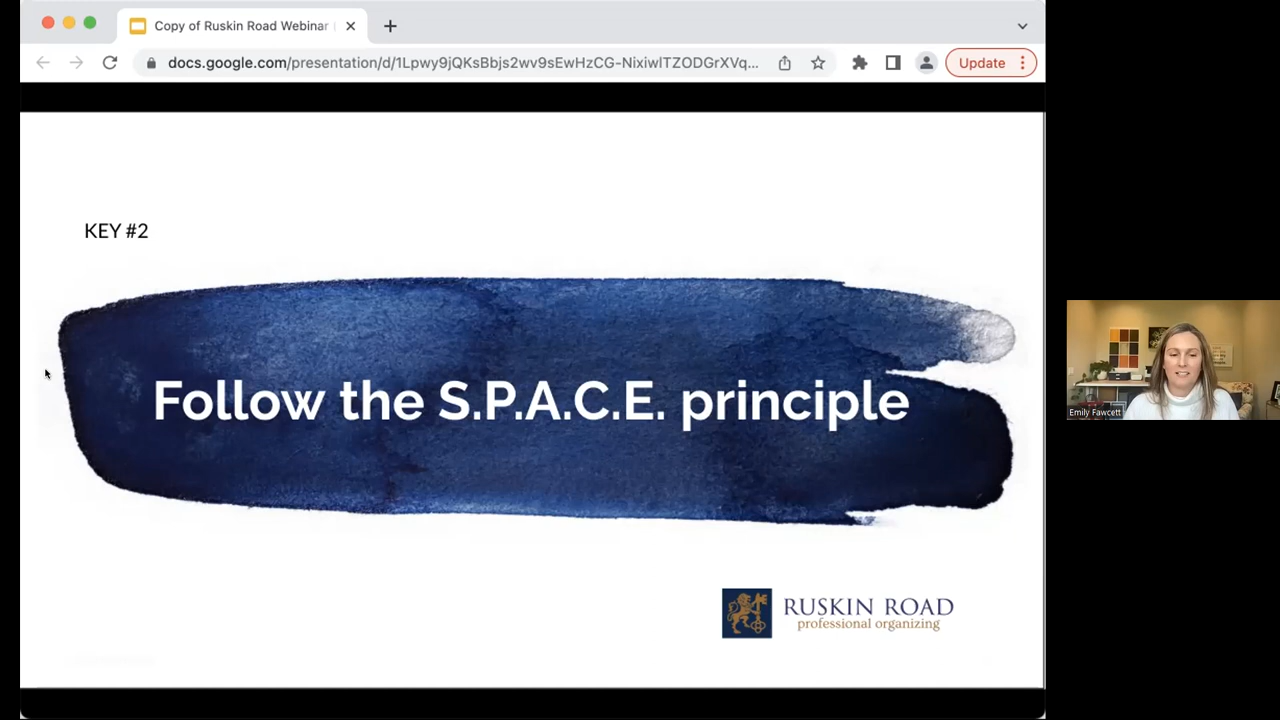 Copy of Ruskin Road Webinar
docs.google.com/presentation/d/1Lpwy9jQKsBbjs2wv9sEwHzCG-NixiwlTZODGrXVq...
Update
KEY #2
Follow the S.P.A.C.E. principle
RUSKIN ROAD
professional organizing
Emily Fawcett